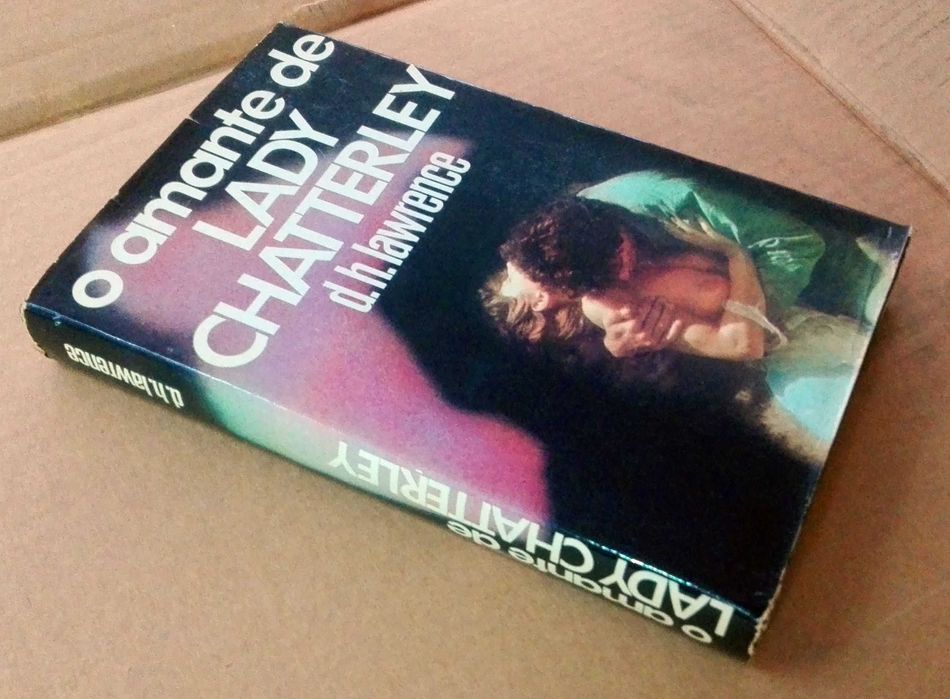 o amante de
LADY
CHATTERLEY
d.h.lawrence
d.h.lawrence
o amante de
LADY CHATTERLEY